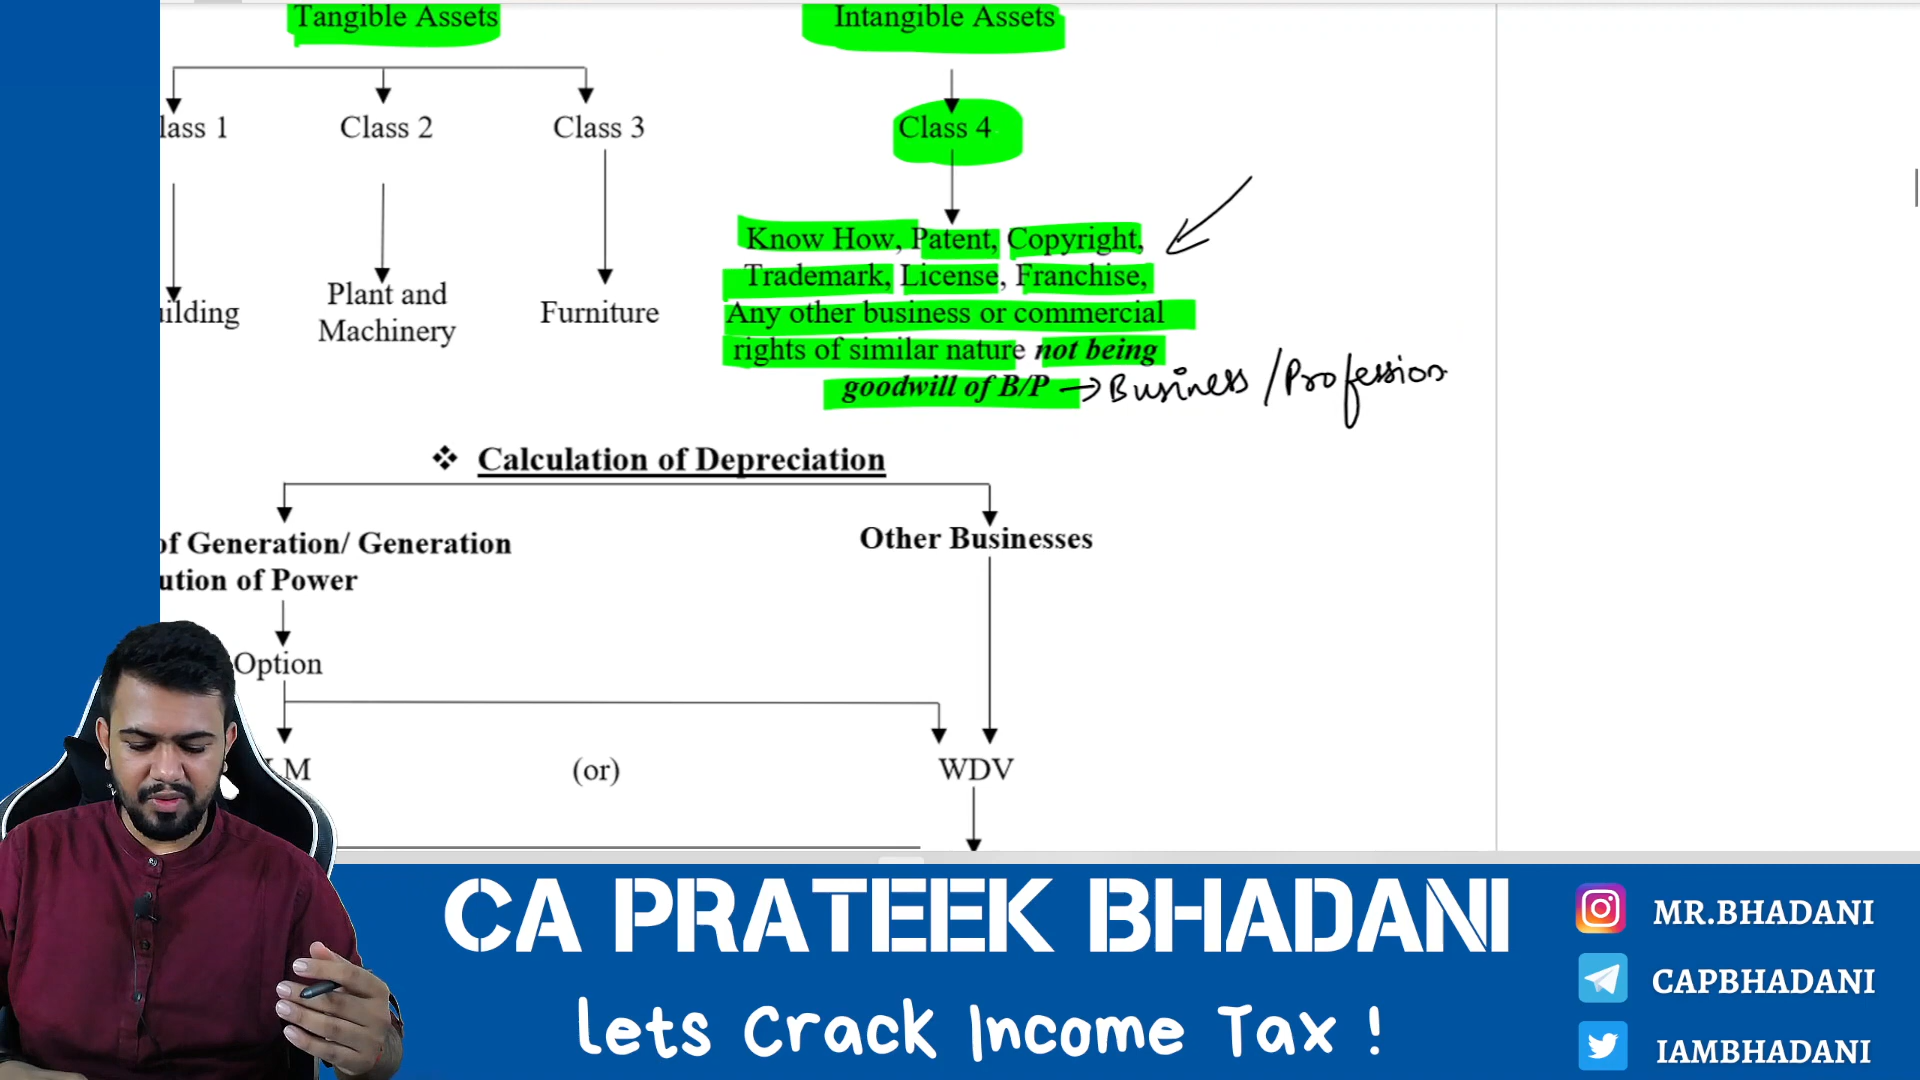 Tangible Assets
Intangible Assets
lass 1
Class 2
Class 3
Class 4
Know How, Patent, Copyright,
Trademark, License, Franchise,
Any other business or commercial
rights of similar nature not being
goodwill of B/P → Business / Profession
uilding
Plant and
Machinery
Furniture
❖ Calculation of Depreciation
of Generation/ Generation
ution of Power
Other Businesses
Option
LM
(or)
WDV
CA PRATEEK BHADANI
Lets Crack Income Tax !
MR.BHADANI
CAPBHADANI
IAMBHADANI